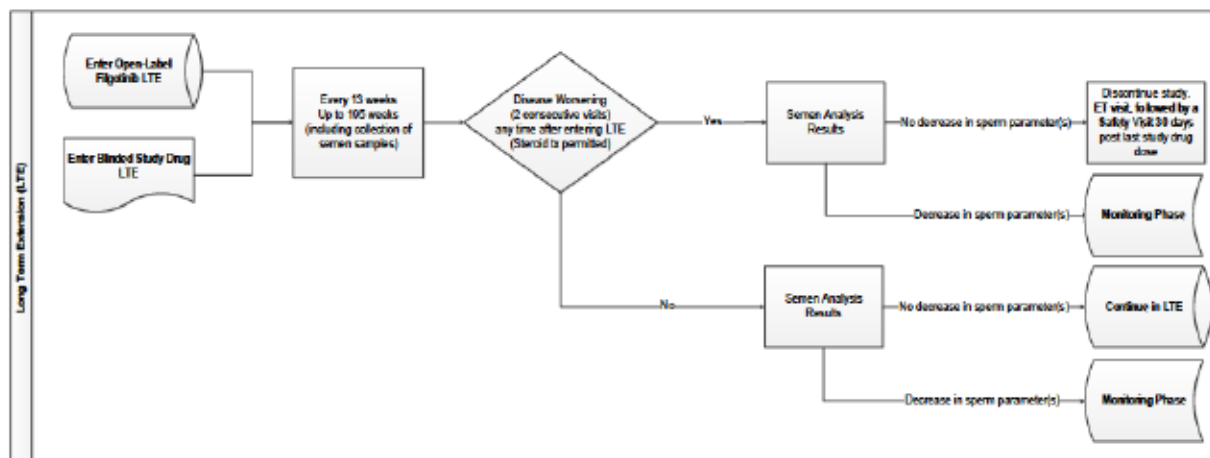 Long Term Extension (LTE)
Enter Open-Label
Filgotinib LTE
Enter Blinded Study Drug
LTE
Every 13 weeks
Up to 195 weeks
(including collection of
semen samples)
Disease Worsening
(2 consecutive visits)
any time after entering LTE
(Steroid tx permitted)
Yes
No
Semen Analysis
Results
No decrease in sperm parameter(s)
Discontinue study,
ET visit, followed by a
Safety Visit 30 days
post last study drug
dose
Decrease in sperm parameter(s)
Monitoring Phase
Semen Analysis
Results
No decrease in sperm parameter(s)
Continue in LTE
Decrease in sperm parameter(s)
Monitoring Phase